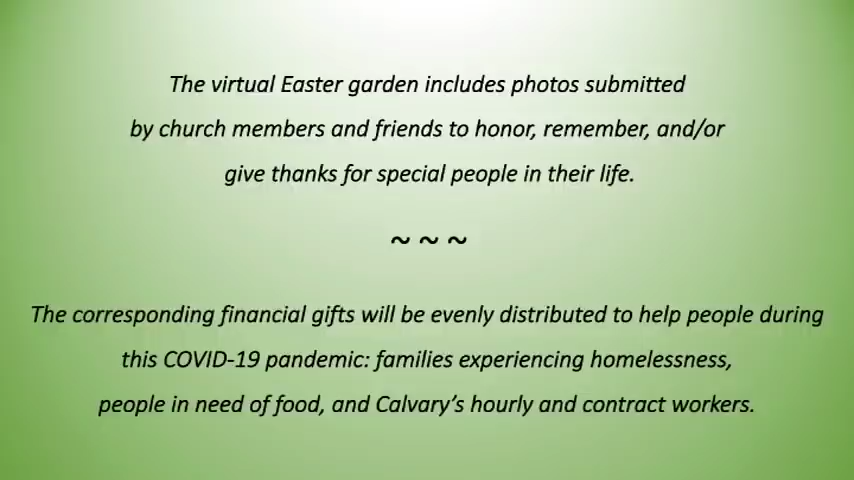 The virtual Easter garden includes photos submitted
by church members and friends to honor, remember, and/or
give thanks for special people in their life.
~ ~ ~
The corresponding financial gifts will be evenly distributed to help people during
this COVID-19 pandemic: families experiencing homelessness,
people in need of food, and Calvary’s hourly and contract workers.